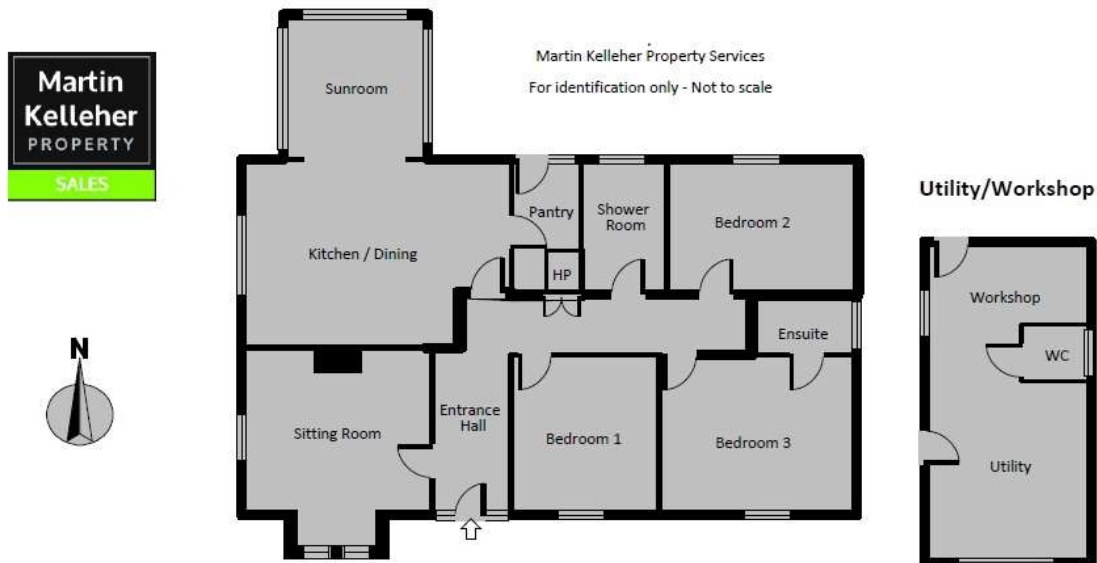 Martin
Kelleher
PROPERTY
SALES
Martin Kelleher Property Services
For identification only - Not to scale
Sunroom
Utility/Workshop
Pantry
Shower
Room
Bedroom 2
Kitchen / Dining
HP
Workshop
Ensuite
WC
N
Entrance
Hall
Sitting Room
Bedroom 1
Bedroom 3
Utility